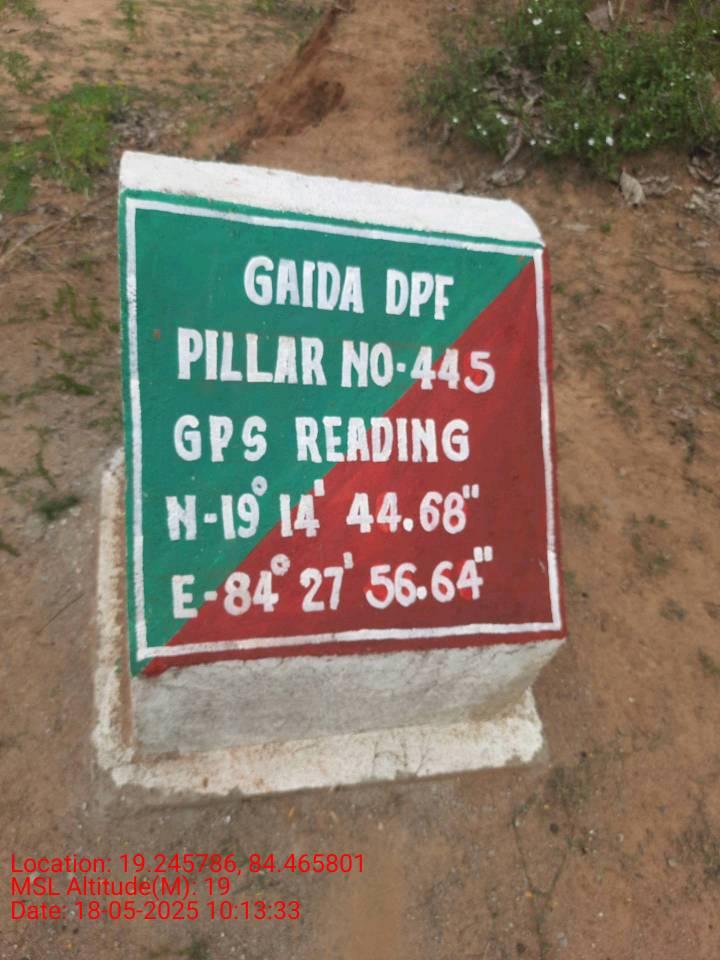 GAIDA DPF
PILLAR NO-445
GPS READING
N-19° 14' 44.68"
E-84° 27' 56.64"
Location: 19.245786, 84.465801
MSL Altitude(M): 19
Date: 18-05-2025 10:13:33